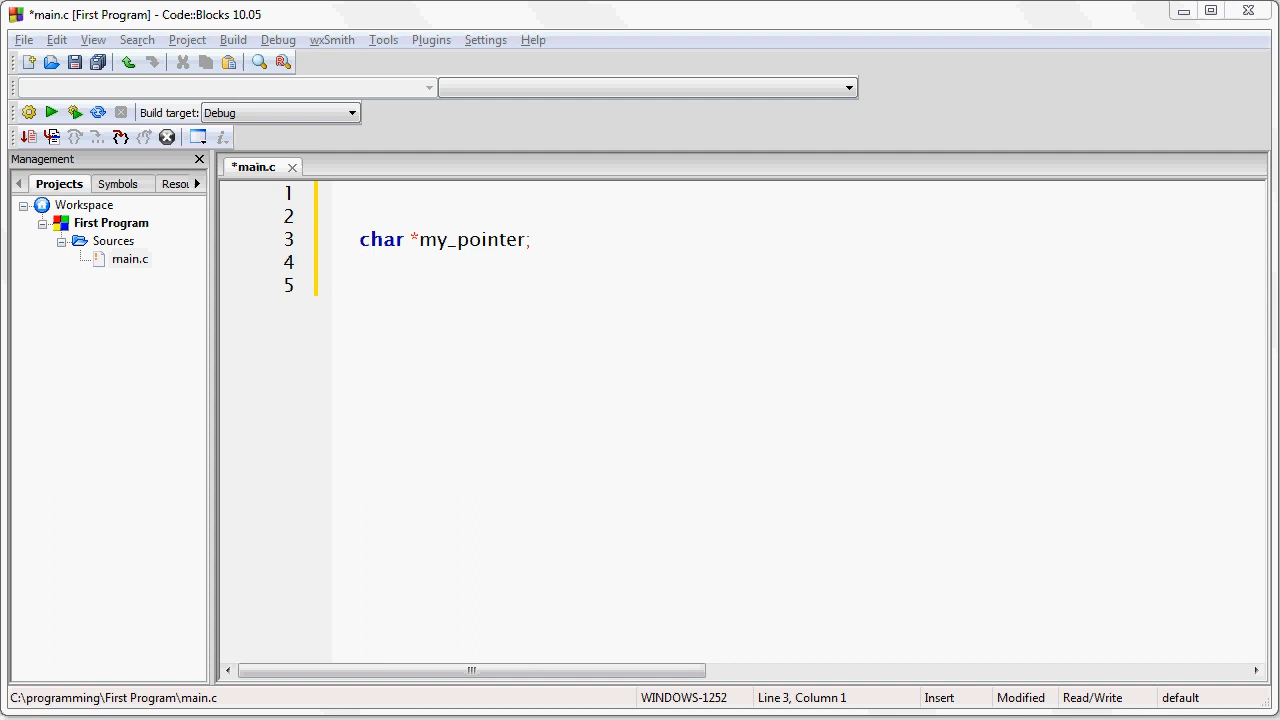 *main.c [First Program] - Code::Blocks 10.05
File Edit View Search Project Build Debug wxSmith Tools Plugins Settings Help
Build target: Debug
Management
*main.c
Projects Symbols Resou
Workspace
First Program
Sources
main.c
1
2
3 char *my_pointer;
4
5
C:\programming\First Program\main.c WINDOWS-1252 Line 3, Column 1 Insert Modified Read/Write default